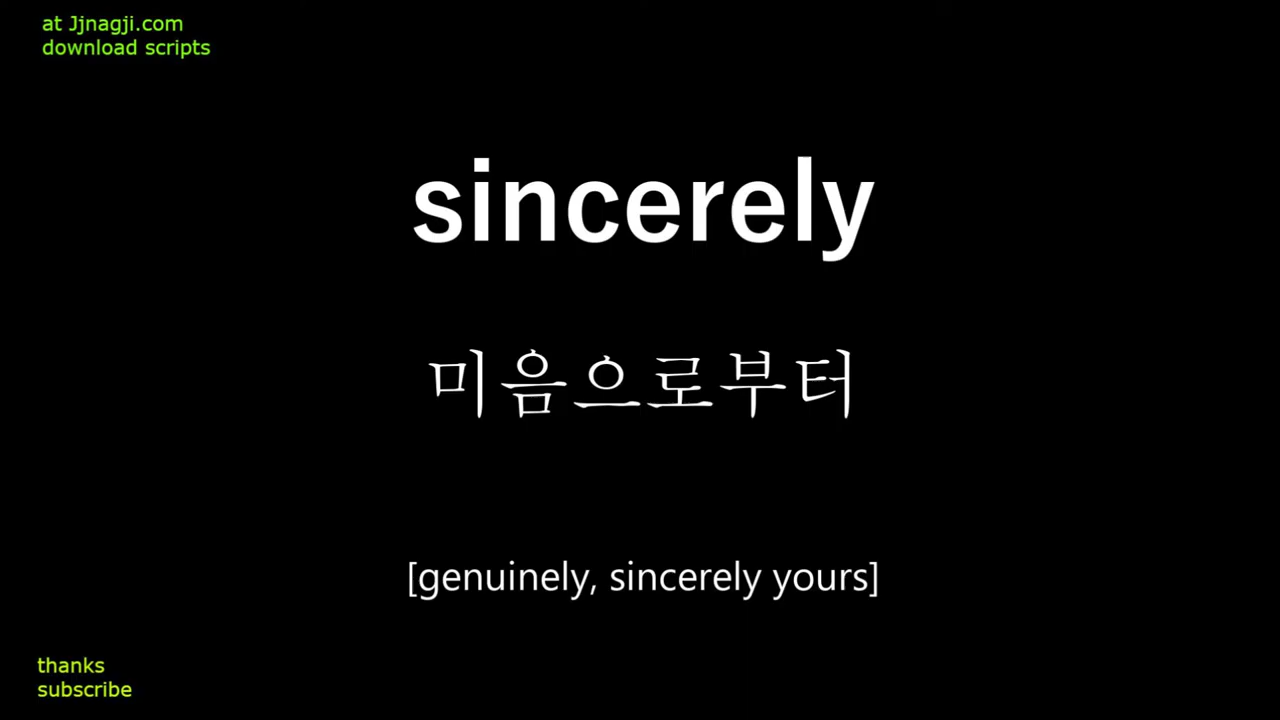 at Jjnagji.com
download scripts
sincerely
미음으로부터
[genuinely, sincerely yours]
thanks
subscribe